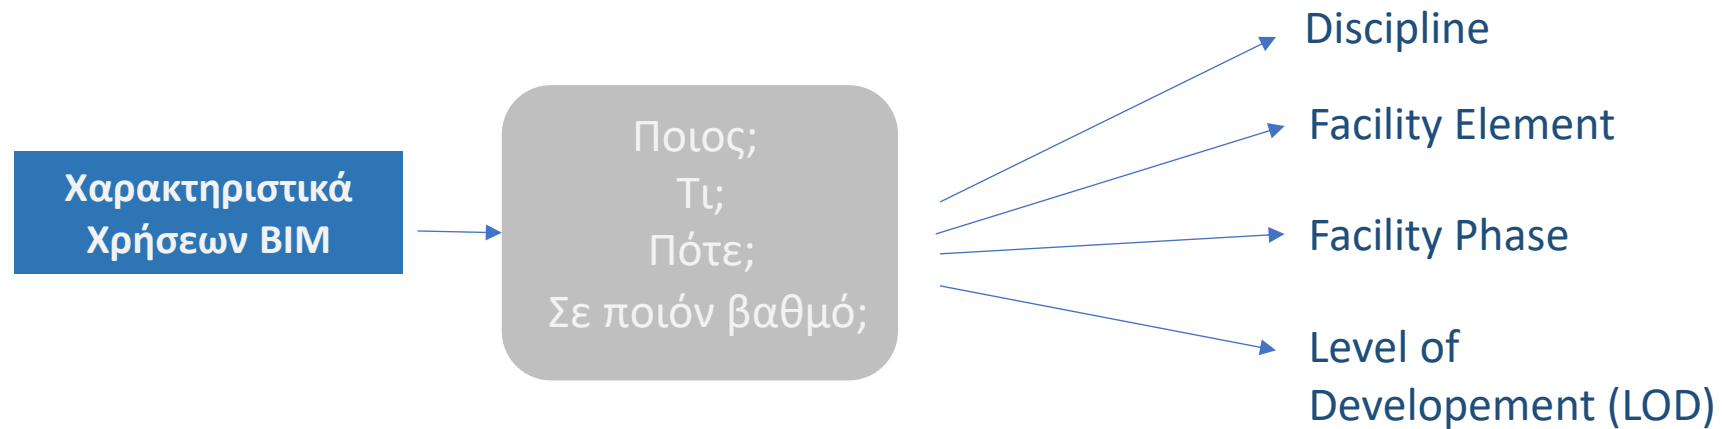 Χαρακτηριστικά
Χρήσεων BIM
Ποιος;
Τι;
Πότε;
Σε ποιόν βαθμό;
Discipline
Facility Element
Facility Phase
Level of
Developement (LOD)